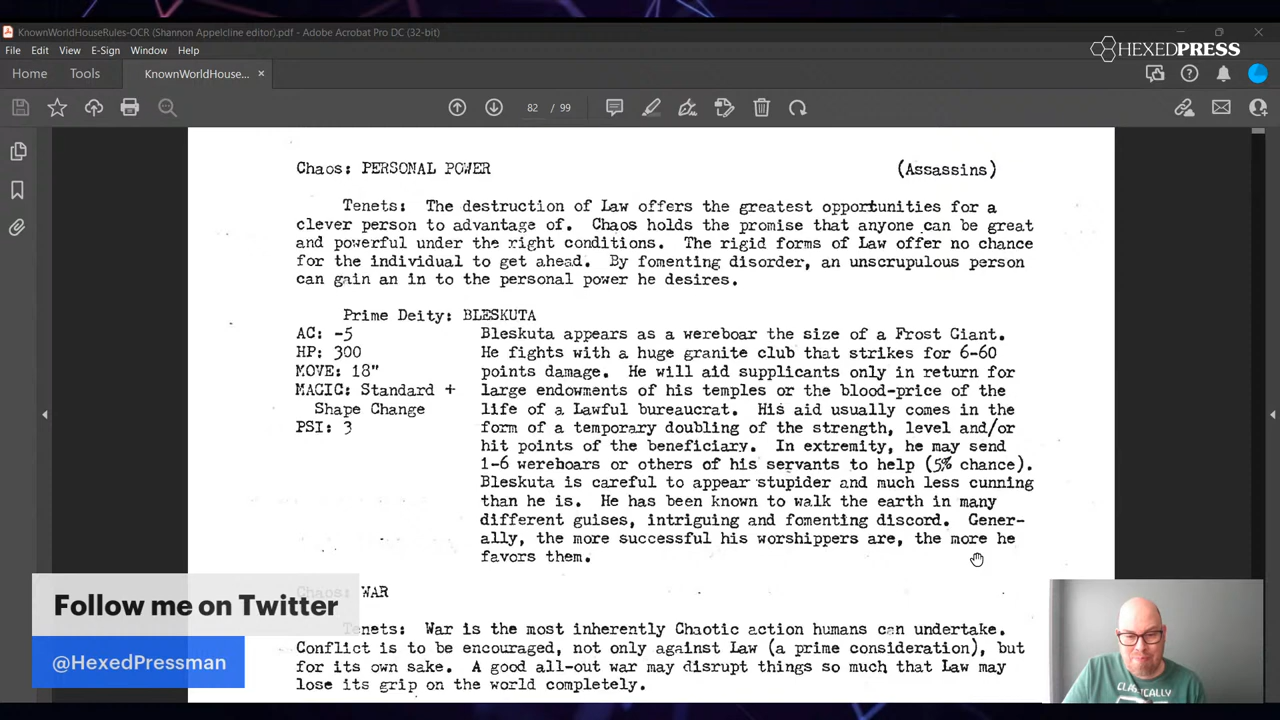 KnownWorldHouseRules-OCR (Shannon Appelcline editor).pdf - Adobe Acrobat Pro DC (32-bit)
File Edit View E-Sign Window Help
HEXEDPRESS
Home Tools KnownWorldHouse... ×
82 / 99
Chaos: PERSONAL POWER (Assassins)
Tenets: The destruction of Law offers the greatest opportunities for a
clever person to advantage of. Chaos holds the promise that anyone can be great
and powerful under the right conditions. The rigid forms of Law offer no chance
for the individual to get ahead. By fomenting disorder, an unscrupulous person
can gain an in to the personal power he desires.
Prime Deity: BLESKUTA
AC: -5 Bleskuta appears as a wereboar the size of a Frost Giant.
HP: 300 He fights with a huge granite club that strikes for 6-60
MOVE: 18" points damage. He will aid supplicants only in return for
MAGIC: Standard + large endowments of his temples or the blood-price of the
Shape Change life of a Lawful bureaucrat. His aid usually comes in the
PSI: 3 form of a temporary doubling of the strength, level and/or
hit points of the beneficiary. In extremity, he may send
1-6 wereboars or others of his servants to help (5% chance).
Bleskuta is careful to appear stupider and much less cunning
than he is. He has been known to walk the earth in many
different guises, intriguing and fomenting discord. Gener-
ally, the more successful his worshippers are, the more he
favors them.
Chaos: WAR
Tenets: War is the most inherently Chaotic action humans can undertake.
Conflict is to be encouraged, not only against Law (a prime consideration), but
for its own sake. A good all-out war may disrupt things so much that Law may
lose its grip on the world completely.
Follow me on Twitter
@HexedPressman
CLASSICALLY